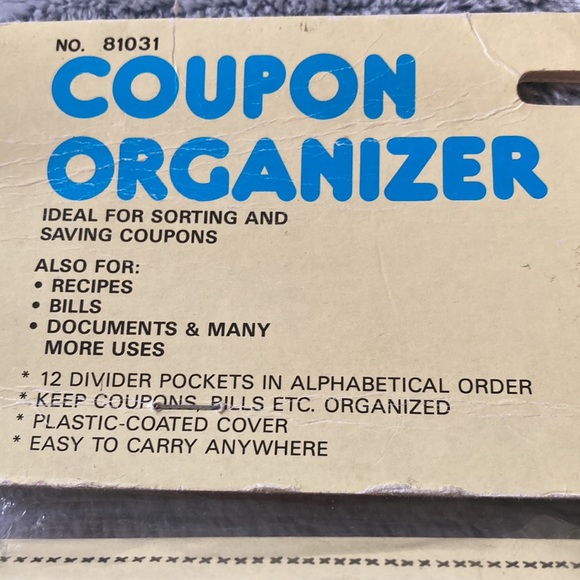 NO. 81031
COUPON
ORGANIZER
IDEAL FOR SORTING AND
SAVING COUPONS
ALSO FOR:
• RECIPES
• BILLS
• DOCUMENTS & MANY
MORE USES
* 12 DIVIDER POCKETS IN ALPHABETICAL ORDER
* KEEP COUPONS, BILLS ETC. ORGANIZED
* PLASTIC-COATED COVER
* EASY TO CARRY ANYWHERE